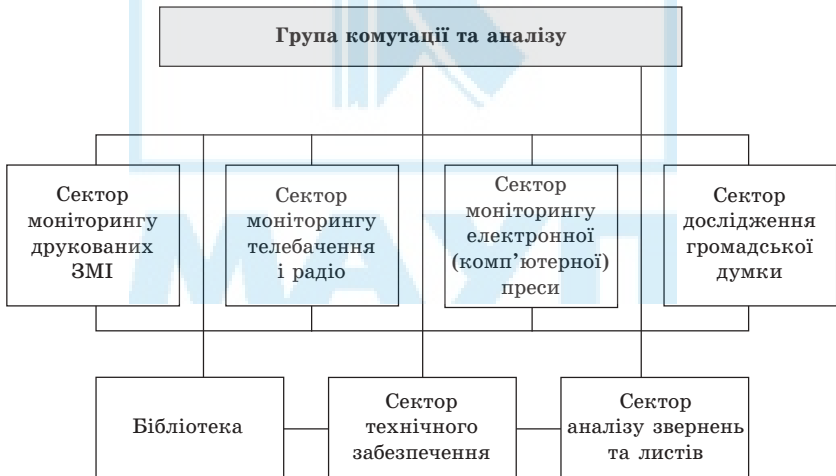 Група комутації та аналізу
Сектор
моніторингу
друкованих
ЗМІ
Сектор
моніторингу
телебачення
і радіо
Сектор
моніторингу
електронної
(комп’ютерної)
преси
Сектор
дослідження
громадської
думки
Бібліотека
Сектор
технічного
забезпечення
Сектор
аналізу звернень
та листів
МАУП